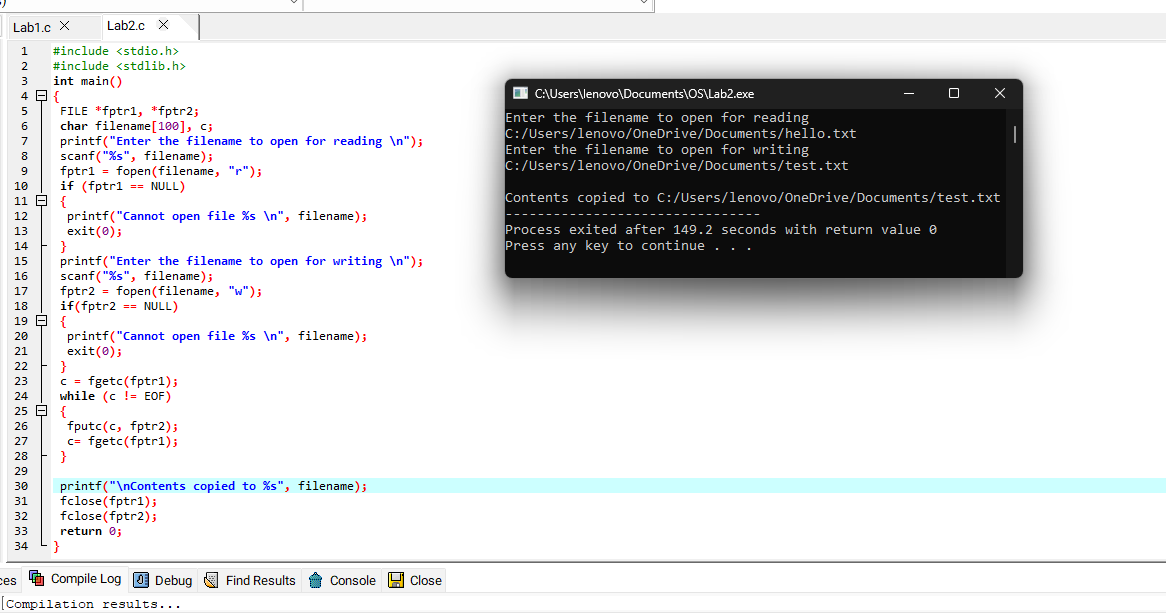 )
Lab1.c
Lab2.c
1 #include <stdio.h>
2 #include <stdlib.h>
3 int main()
4 {
5 FILE *fptr1, *fptr2;
6 char filename[100], c;
7 printf("Enter the filename to open for reading \n");
8 scanf("%s", filename);
9 fptr1 = fopen(filename, "r");
10 if (fptr1 == NULL)
11 {
12 printf("Cannot open file %s \n", filename);
13 exit(0);
14 }
15 printf("Enter the filename to open for writing \n");
16 scanf("%s", filename);
17 fptr2 = fopen(filename, "w");
18 if(fptr2 == NULL)
19 {
20 printf("Cannot open file %s \n", filename);
21 exit(0);
22 }
23 c = fgetc(fptr1);
24 while (c != EOF)
25 {
26 fputc(c, fptr2);
27 c= fgetc(fptr1);
28 }
29
30 printf("\nContents copied to %s", filename);
31 fclose(fptr1);
32 fclose(fptr2);
33 return 0;
34 }
C:\Users\lenovo\Documents\OS\Lab2.exe
Enter the filename to open for reading
C:/Users/lenovo/OneDrive/Documents/hello.txt
Enter the filename to open for writing
C:/Users/lenovo/OneDrive/Documents/test.txt
Contents copied to C:/Users/lenovo/OneDrive/Documents/test.txt
--------------------------------
Process exited after 149.2 seconds with return value 0
Press any key to continue . . .
ces
Compile Log
Debug
Find Results
Console
Close
Compilation results...